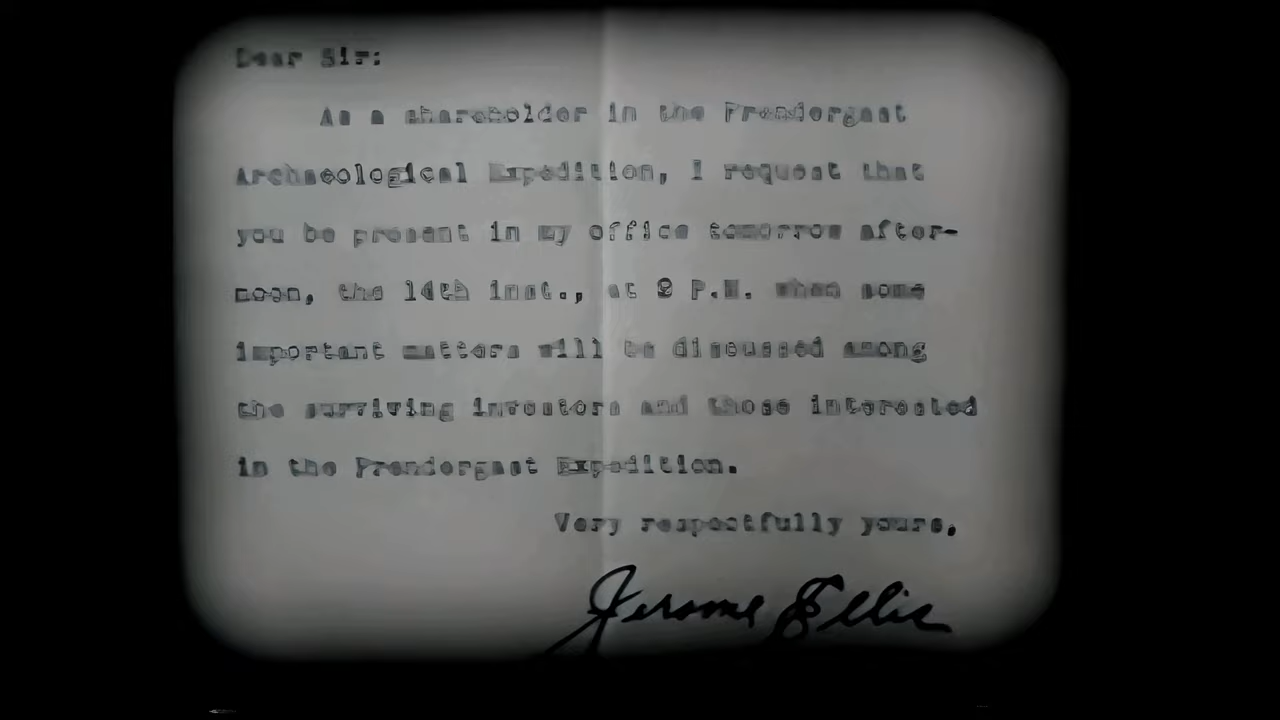 Dear Sir:
As a shareholder in the Prendergast
Archaeological Expedition, I request that
you be present in my office tomorrow after-
noon, the 14th inst., at P.M. when some
important matters will be discussed among
the surviving investors and those interested
in the Prendergast Expedition.
Very respectfully yours,
Jerome Ellis